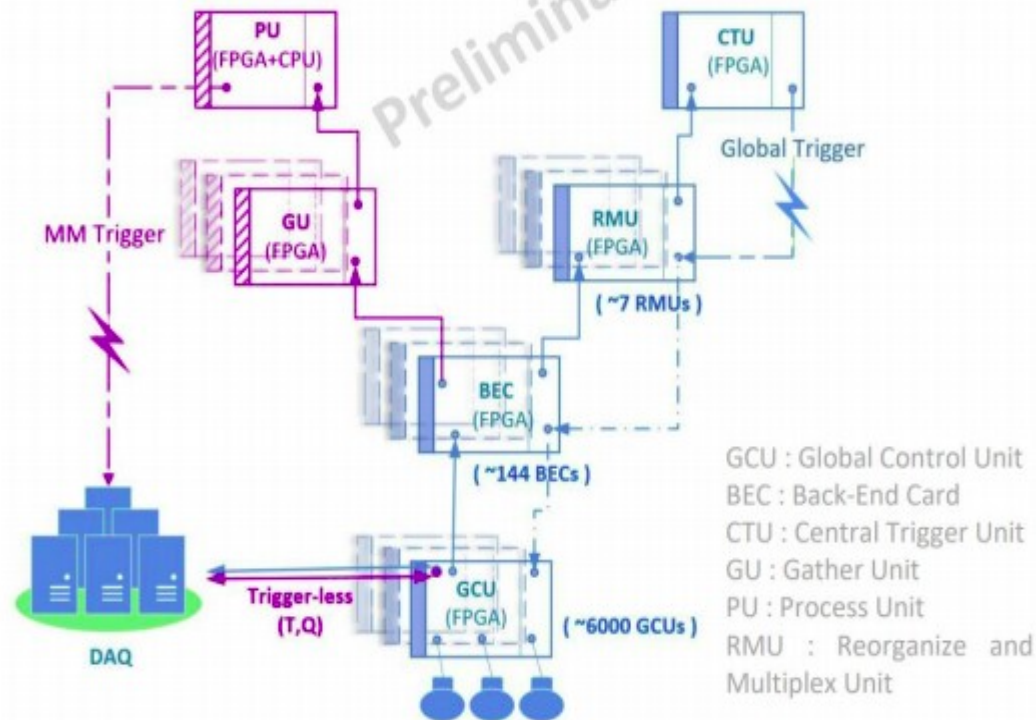 Prelimina
PU
(FPGA+CPU)
CTU
(FPGA)
Global Trigger
MM Trigger
GU
(FPGA)
RMU
(FPGA)
( ~7 RMUs )
BEC
(FPGA)
( ~144 BECs )
GCU : Global Control Unit
BEC : Back-End Card
CTU : Central Trigger Unit
GU : Gather Unit
PU : Process Unit
RMU : Reorganize and
Multiplex Unit
Trigger-less
(T,Q)
GCU
(FPGA)
( ~6000 GCUs )
DAQ